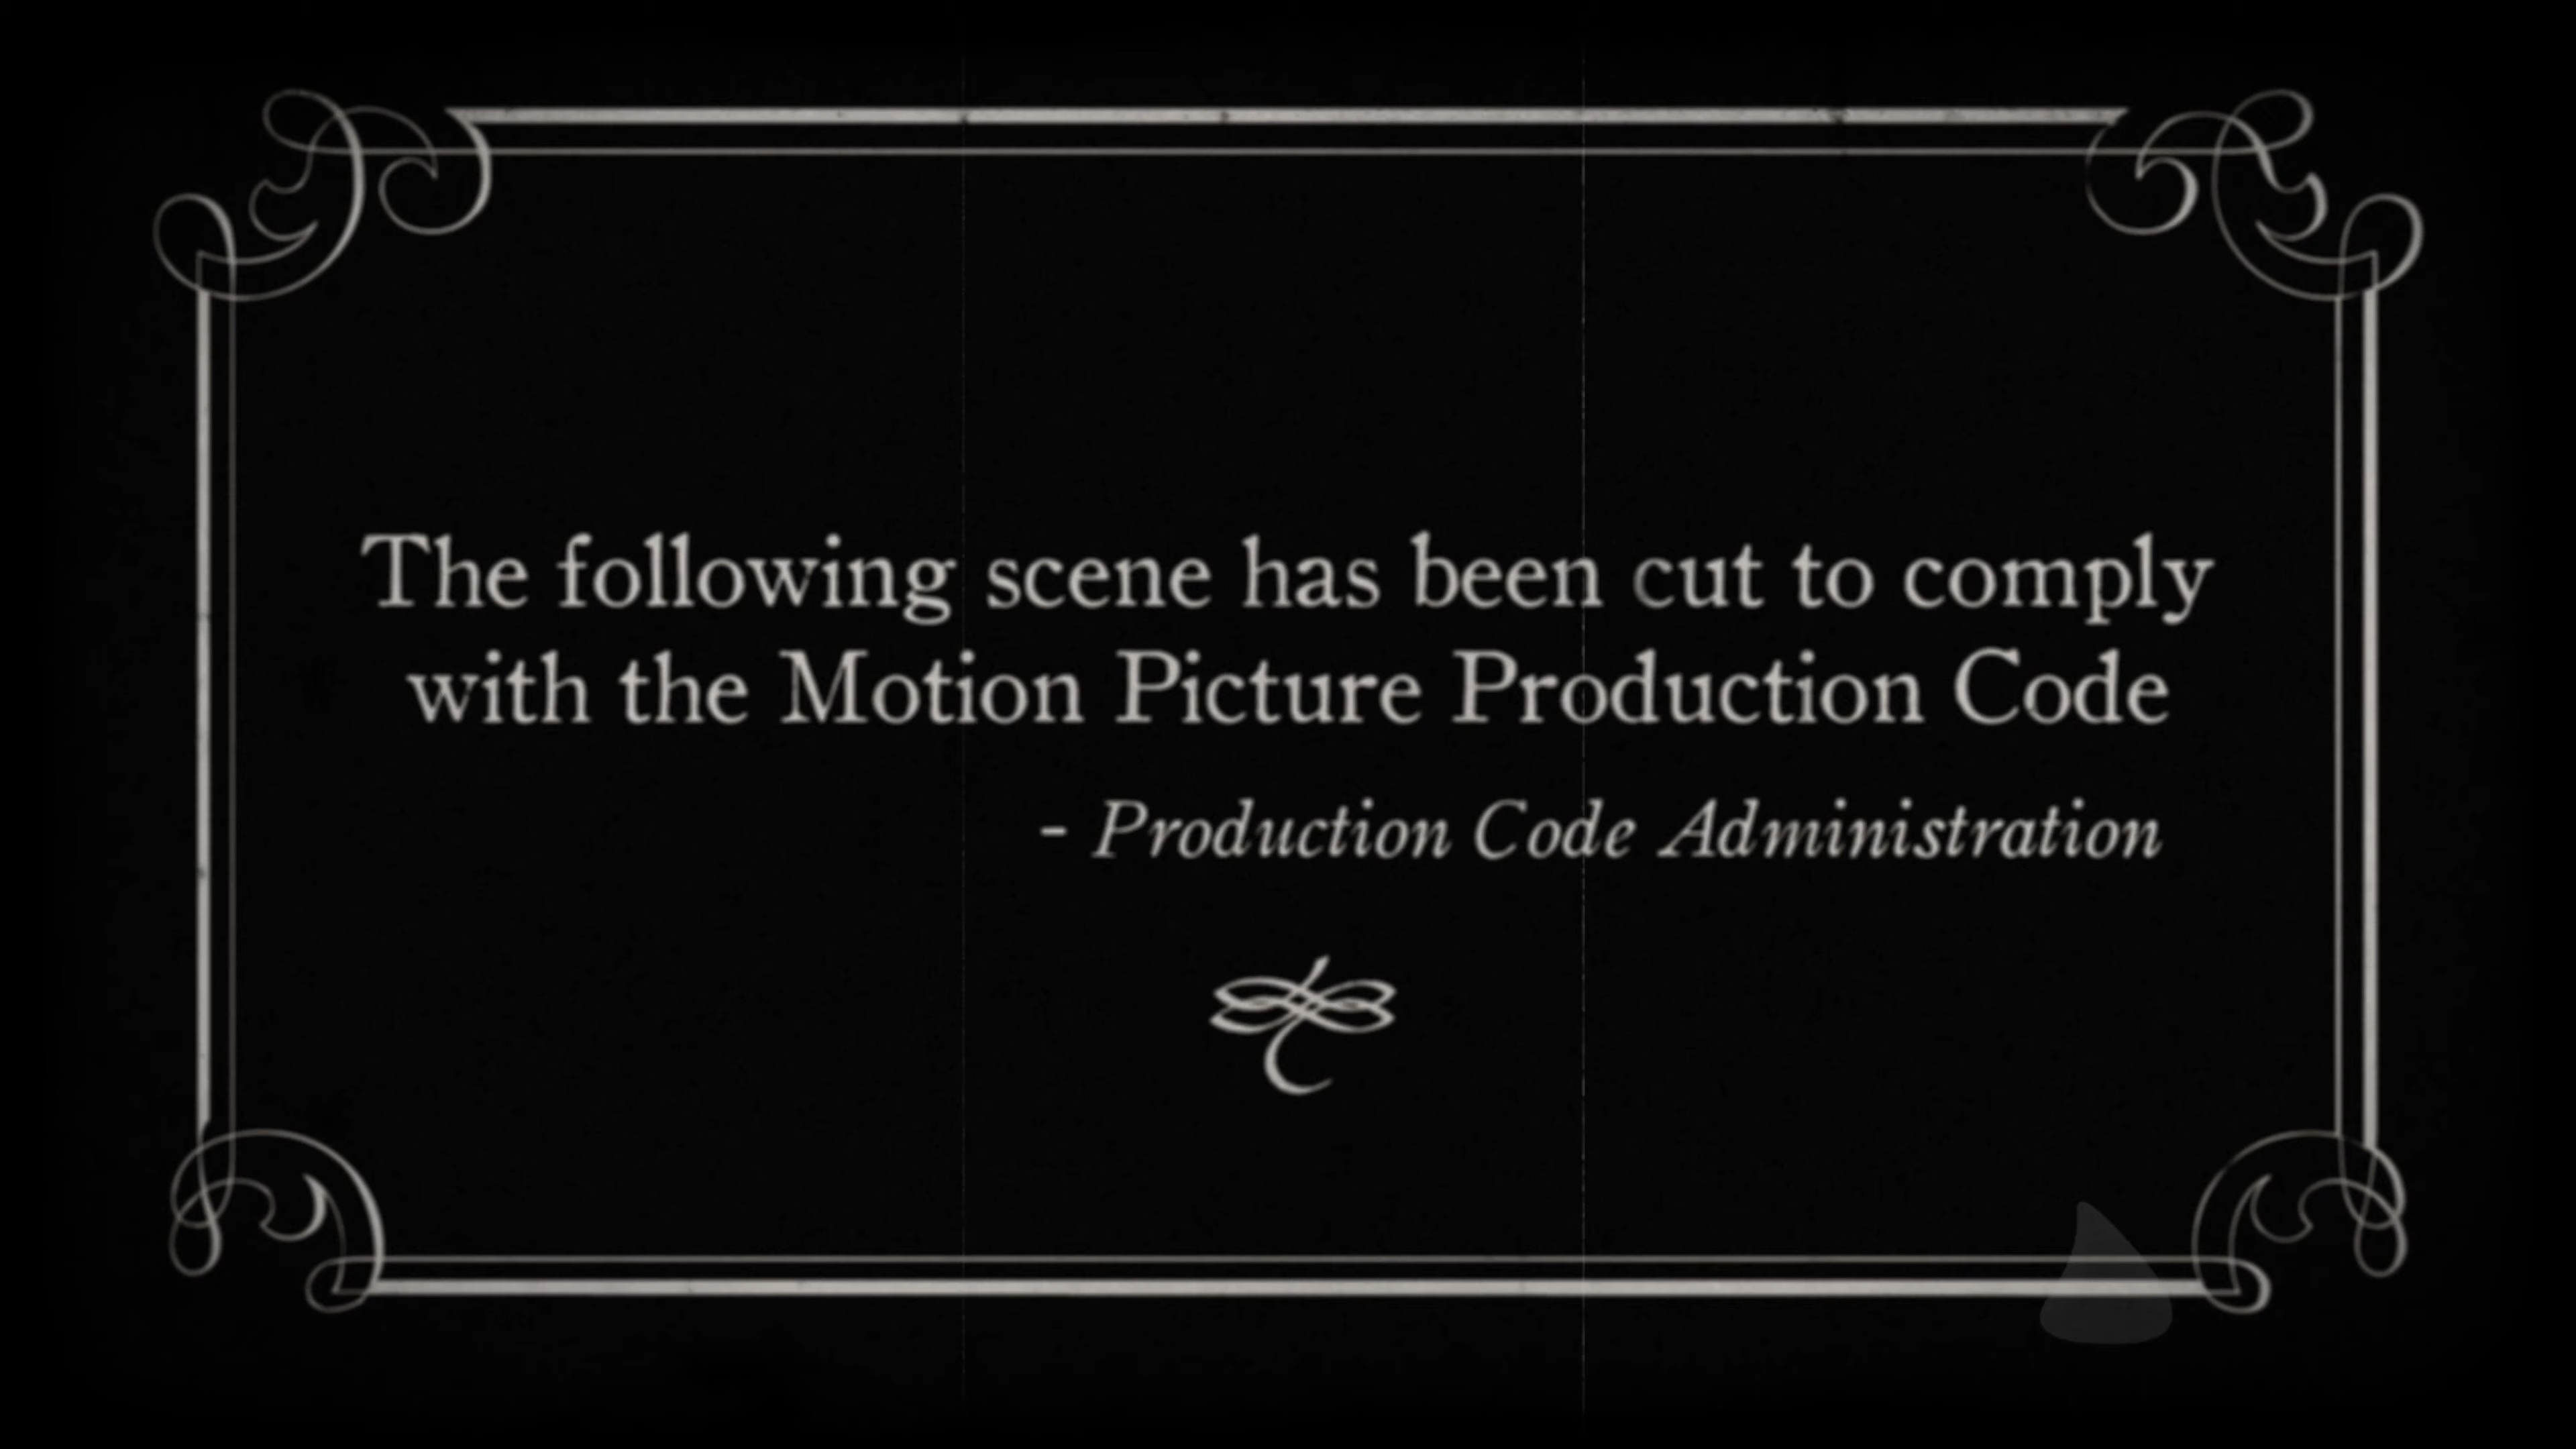 The following scene has been cut to comply
with the Motion Picture Production Code
- Production Code Administration